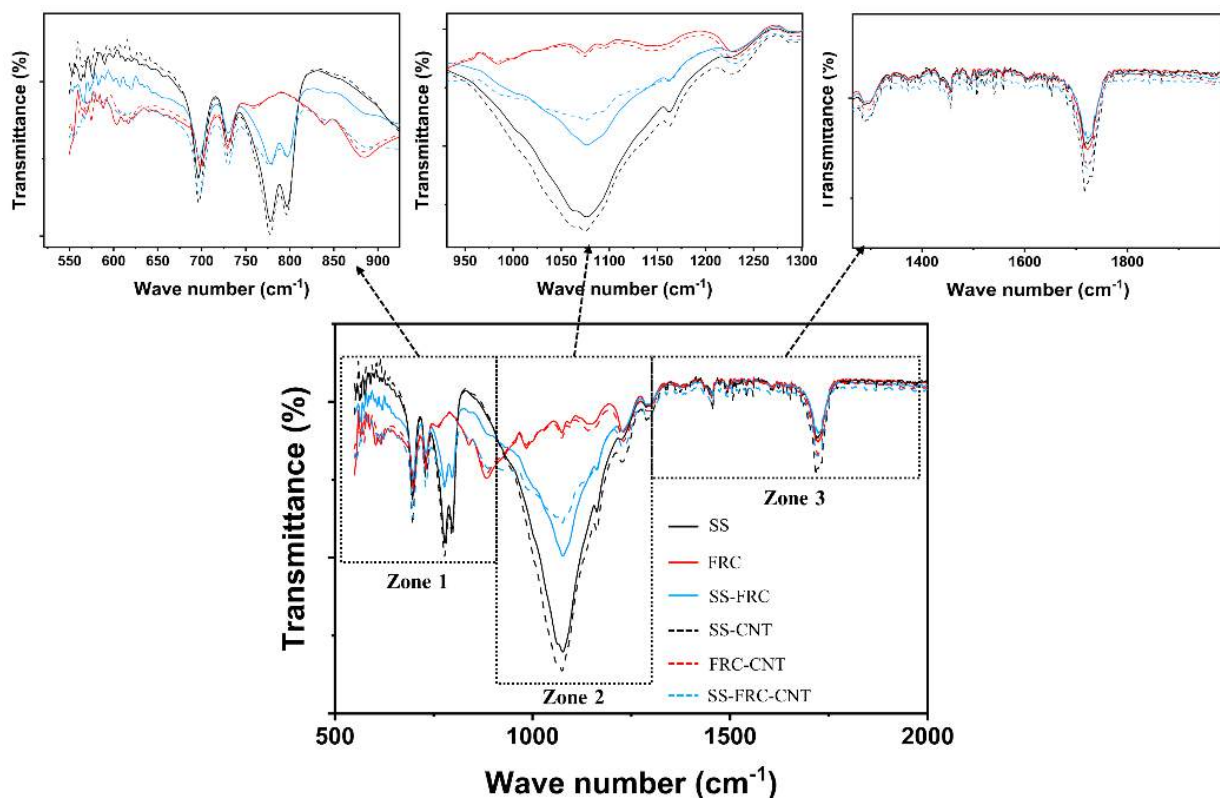 Transmittance (%)
550 600 650 700 750 800 850 900
Wave number (cm⁻¹)
Transmittance (%)
950 1000 1050 1100 1150 1200 1250 1300
Wave number (cm⁻¹)
Transmittance (%)
1400 1600 1800
Wave number (cm⁻¹)
Transmittance (%)
Zone 1
Zone 2
Zone 3
SS
FRC
SS-FRC
SS-CNT
FRC-CNT
SS-FRC-CNT
500 1000 1500 2000
Wave number (cm⁻¹)